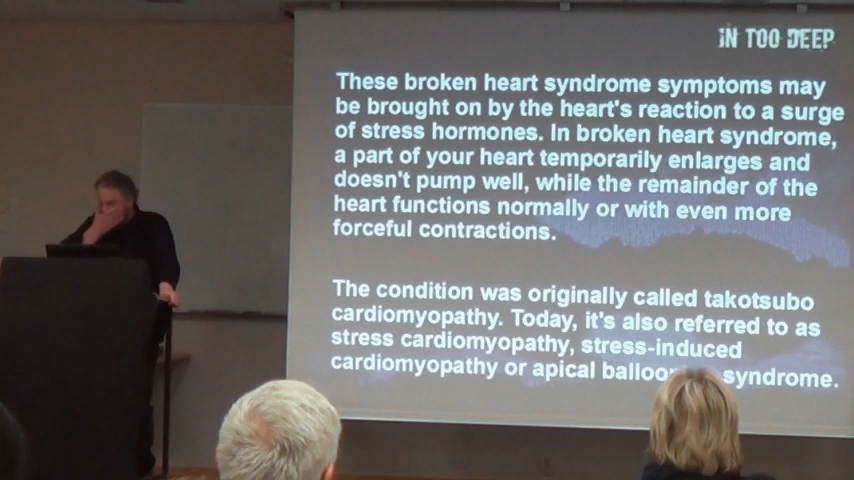 IN TOO DEEP
These broken heart syndrome symptoms may
be brought on by the heart's reaction to a surge
of stress hormones. In broken heart syndrome,
a part of your heart temporarily enlarges and
doesn't pump well, while the remainder of the
heart functions normally or with even more
forceful contractions.
The condition was originally called takotsubo
cardiomyopathy. Today, it's also referred to as
stress cardiomyopathy, stress-induced
cardiomyopathy or apical syndrome.